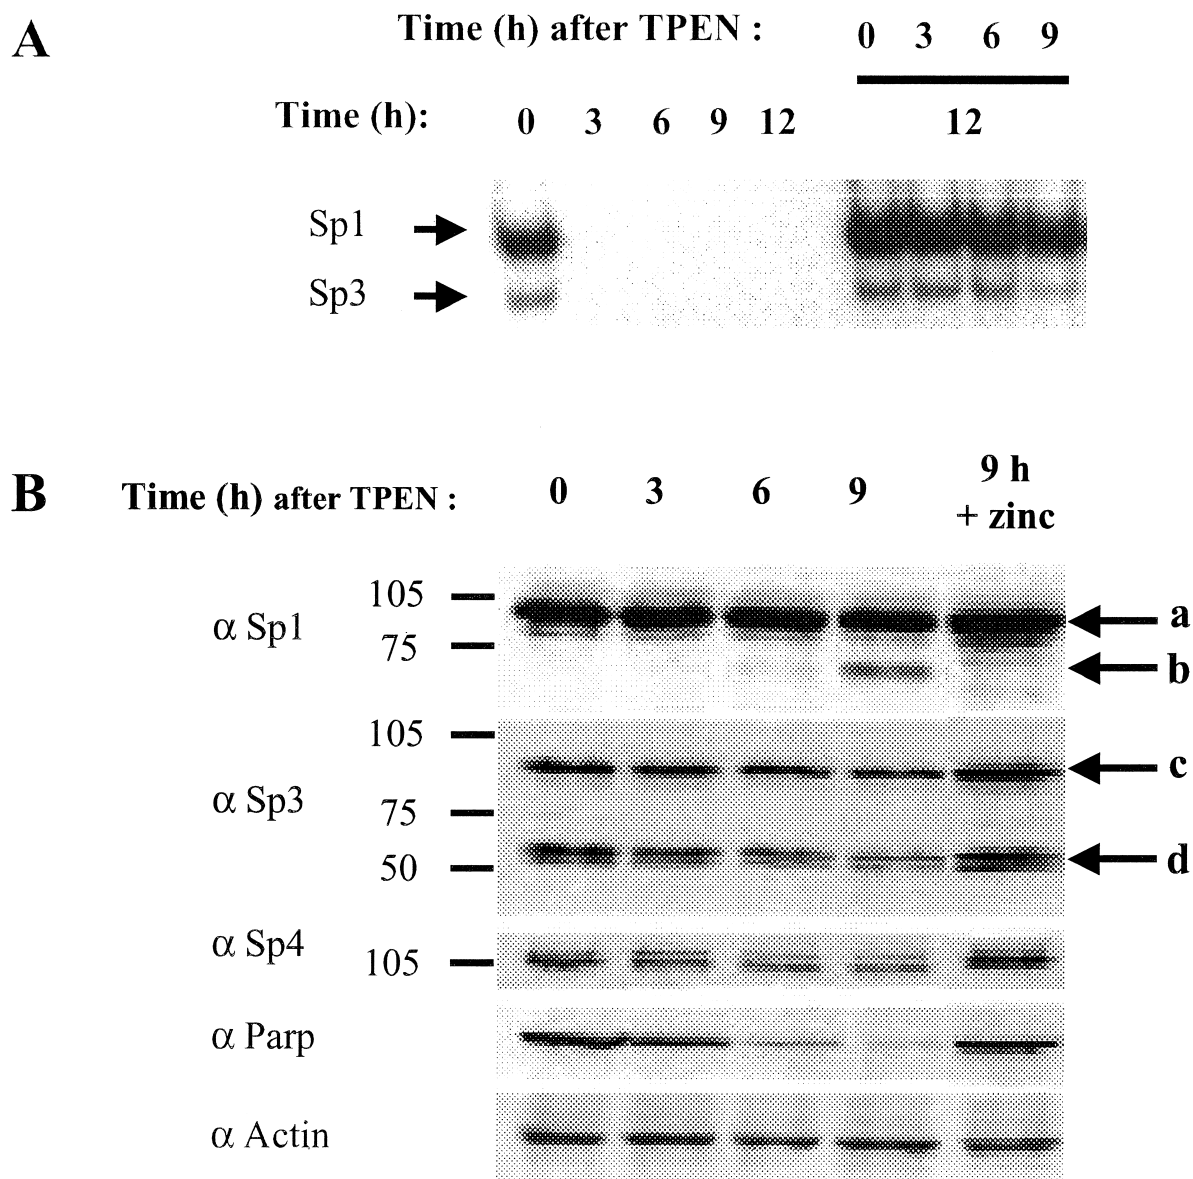 A
Time (h) after TPEN : 0 3 6 9
Time (h): 0 3 6 9 12 12
Sp1
Sp3
B
9 h
Time (h) after TPEN : 0 3 6 9
+ zinc
105
α Sp1
a
75
b
105
c
α Sp3
75
d
50
α Sp4
105
α Parp
α Actin